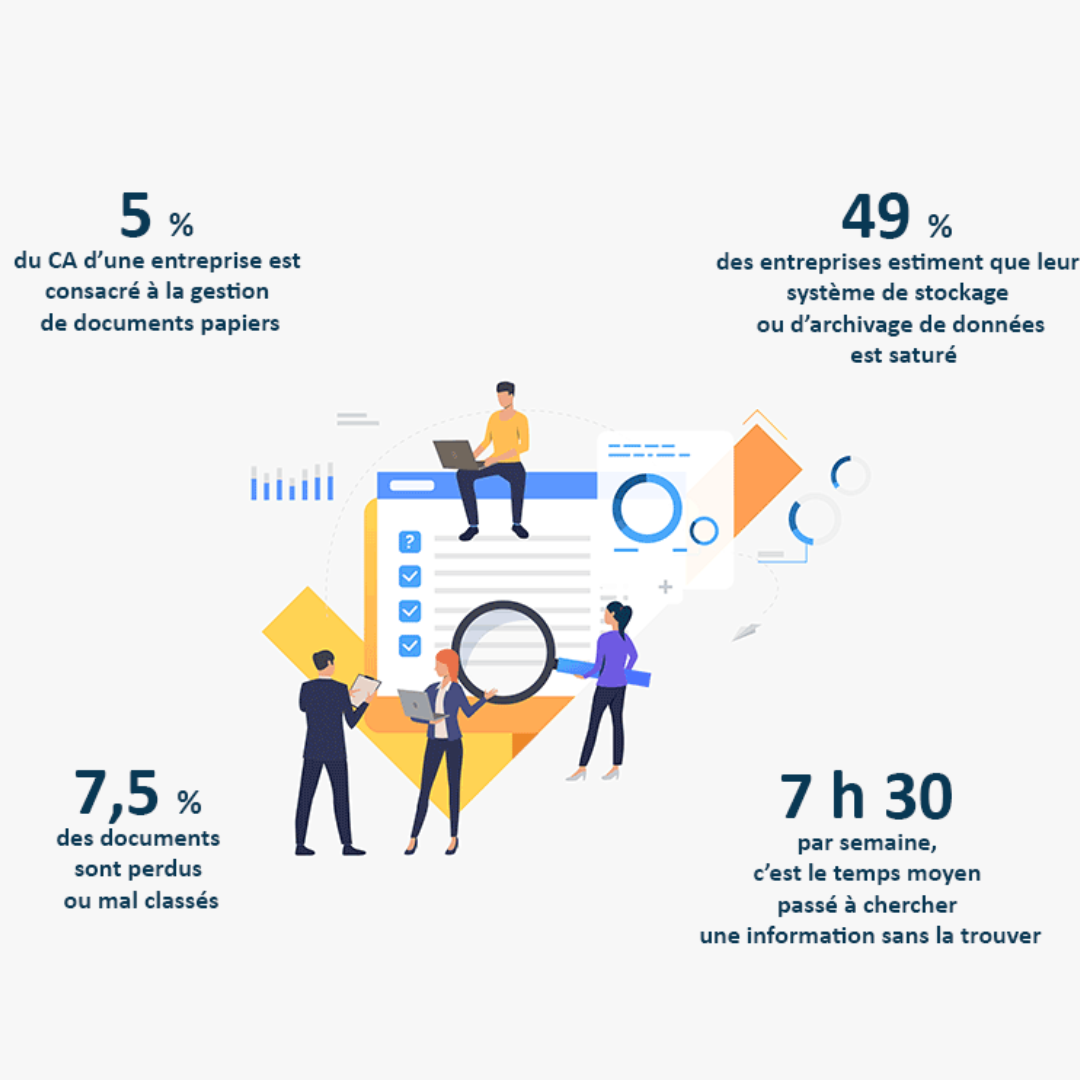 5 %
du CA d’une entreprise est
consacré à la gestion
de documents papiers
49 %
des entreprises estiment que leur
système de stockage
ou d’archivage de données
est saturé
?
7,5 %
des documents
sont perdus
ou mal classés
7 h 30
par semaine,
c’est le temps moyen
passé à chercher
une information sans la trouver